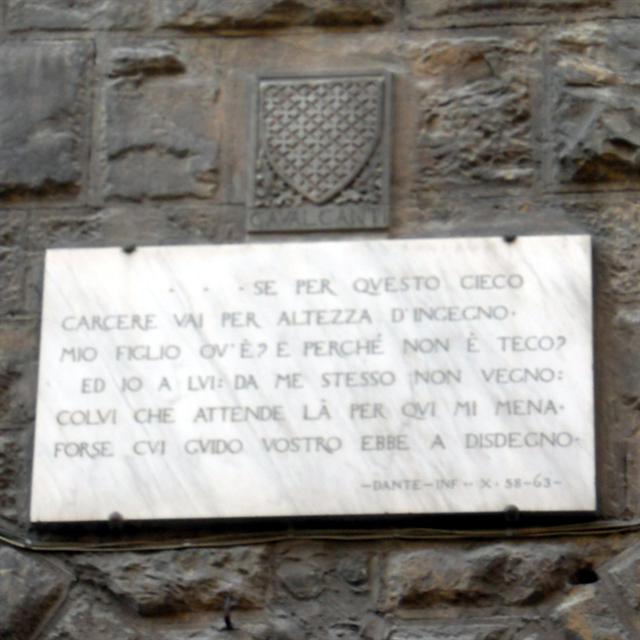 CAVALCANTI
. . . SE PER QVESTO CIECO
CARCERE VAI PER ALTEZZA D'INGEGNO.
MIO FIGLIO OV'È? E PERCHÉ NON È TECO?
ED IO A LVI: DA ME STESSO NON VEGNO:
COLVI CHE ATTENDE LÀ PER QVI MI MENA.
FORSE CVI GVIDO VOSTRO EBBE A DISDEGNO.
—DANTE—INF—X. 58-63—